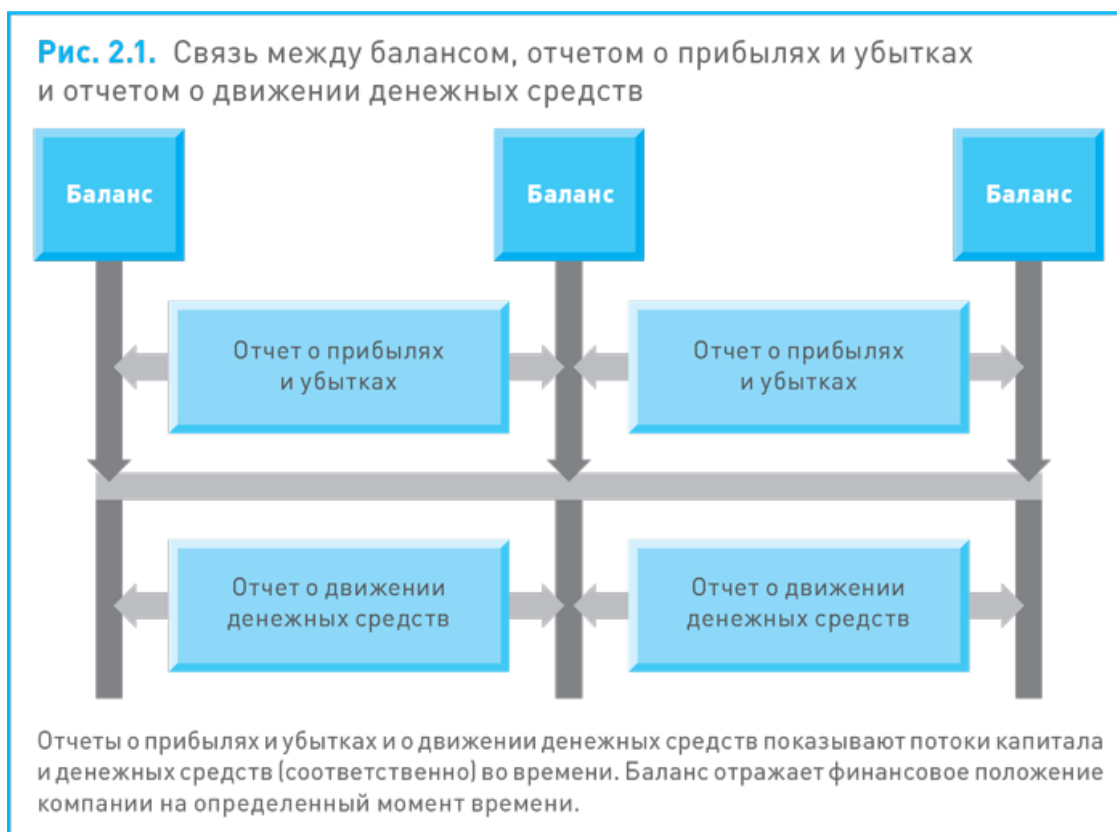 Рис. 2.1. Связь между балансом, отчетом о прибылях и убытках
и отчетом о движении денежных средств
Баланс
Баланс
Баланс
Отчет о прибылях
и убытках
Отчет о прибылях
и убытках
Отчет о движении
денежных средств
Отчет о движении
денежных средств
Отчеты о прибылях и убытках и о движении денежных средств показывают потоки капитала
и денежных средств (соответственно) во времени. Баланс отражает финансовое положение
компании на определенный момент времени.